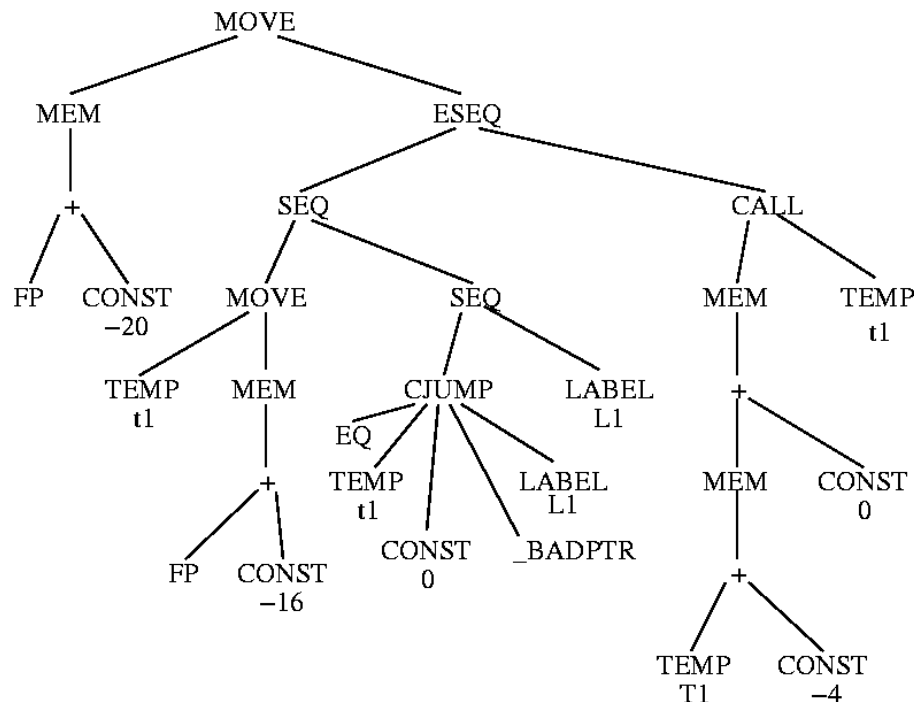 MOVE
MEM ESEQ
+ SEQ CALL
FP CONST MOVE SEQ MEM TEMP
−20 t1
TEMP MEM CJUMP LABEL +
t1 L1
EQ
TEMP LABEL MEM CONST
t1 L1 0
+
FP CONST CONST _BADPTR +
−16 0
TEMP CONST
T1 −4